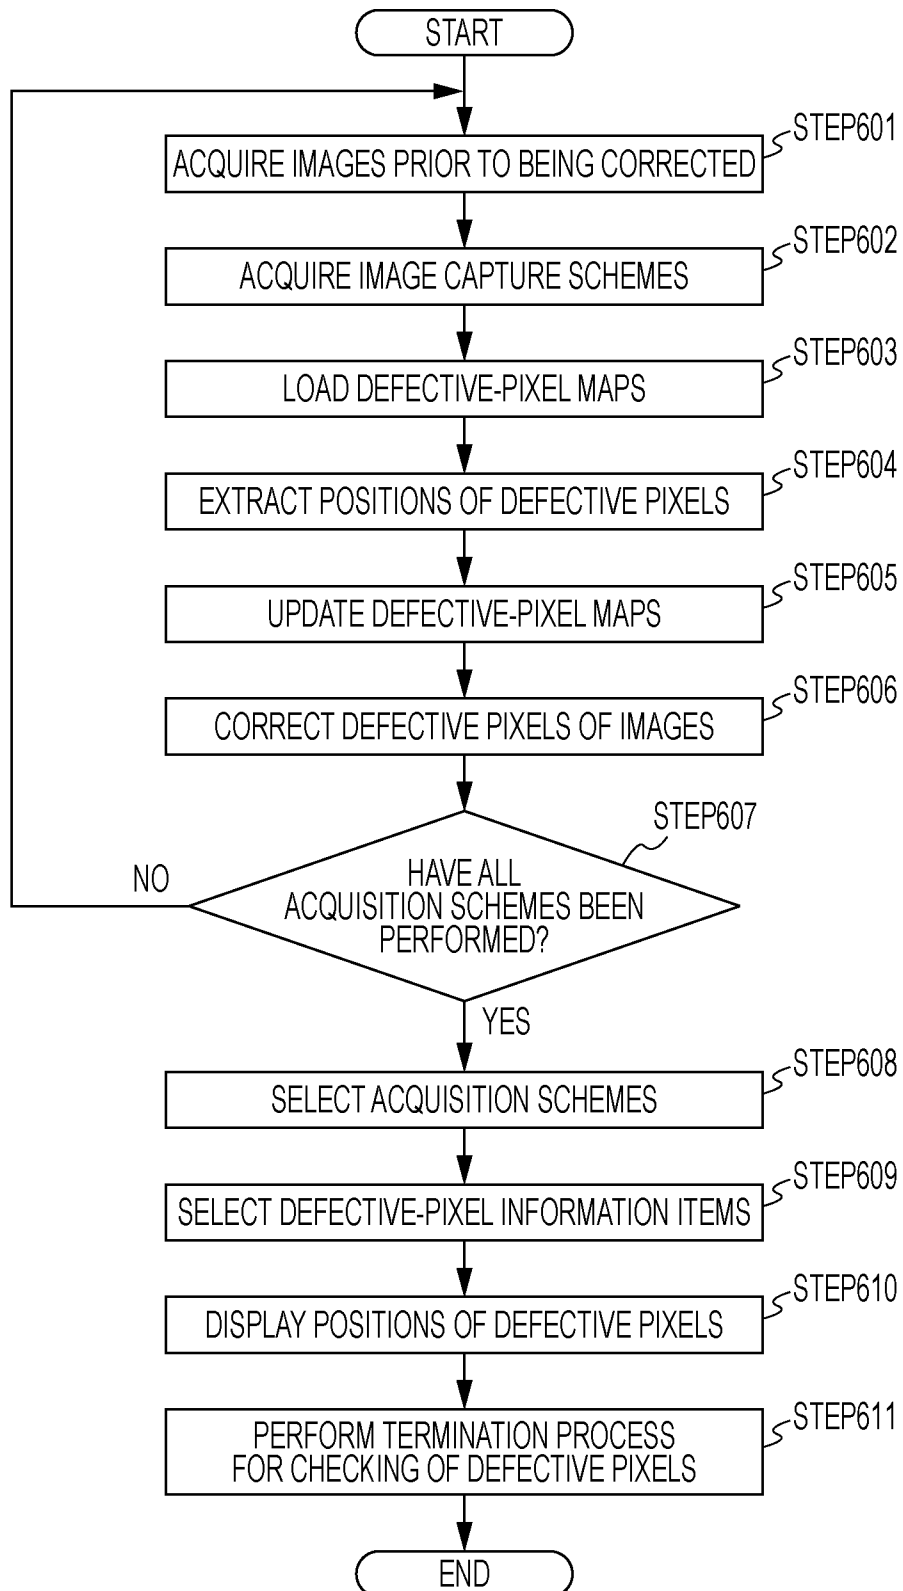 START
STEP601
ACQUIRE IMAGES PRIOR TO BEING CORRECTED
STEP602
ACQUIRE IMAGE CAPTURE SCHEMES
STEP603
LOAD DEFECTIVE-PIXEL MAPS
STEP604
EXTRACT POSITIONS OF DEFECTIVE PIXELS
STEP605
UPDATE DEFECTIVE-PIXEL MAPS
STEP606
CORRECT DEFECTIVE PIXELS OF IMAGES
STEP607
NO
HAVE ALL
ACQUISITION SCHEMES BEEN
PERFORMED?
YES
STEP608
SELECT ACQUISITION SCHEMES
STEP609
SELECT DEFECTIVE-PIXEL INFORMATION ITEMS
STEP610
DISPLAY POSITIONS OF DEFECTIVE PIXELS
STEP611
PERFORM TERMINATION PROCESS
FOR CHECKING OF DEFECTIVE PIXELS
END